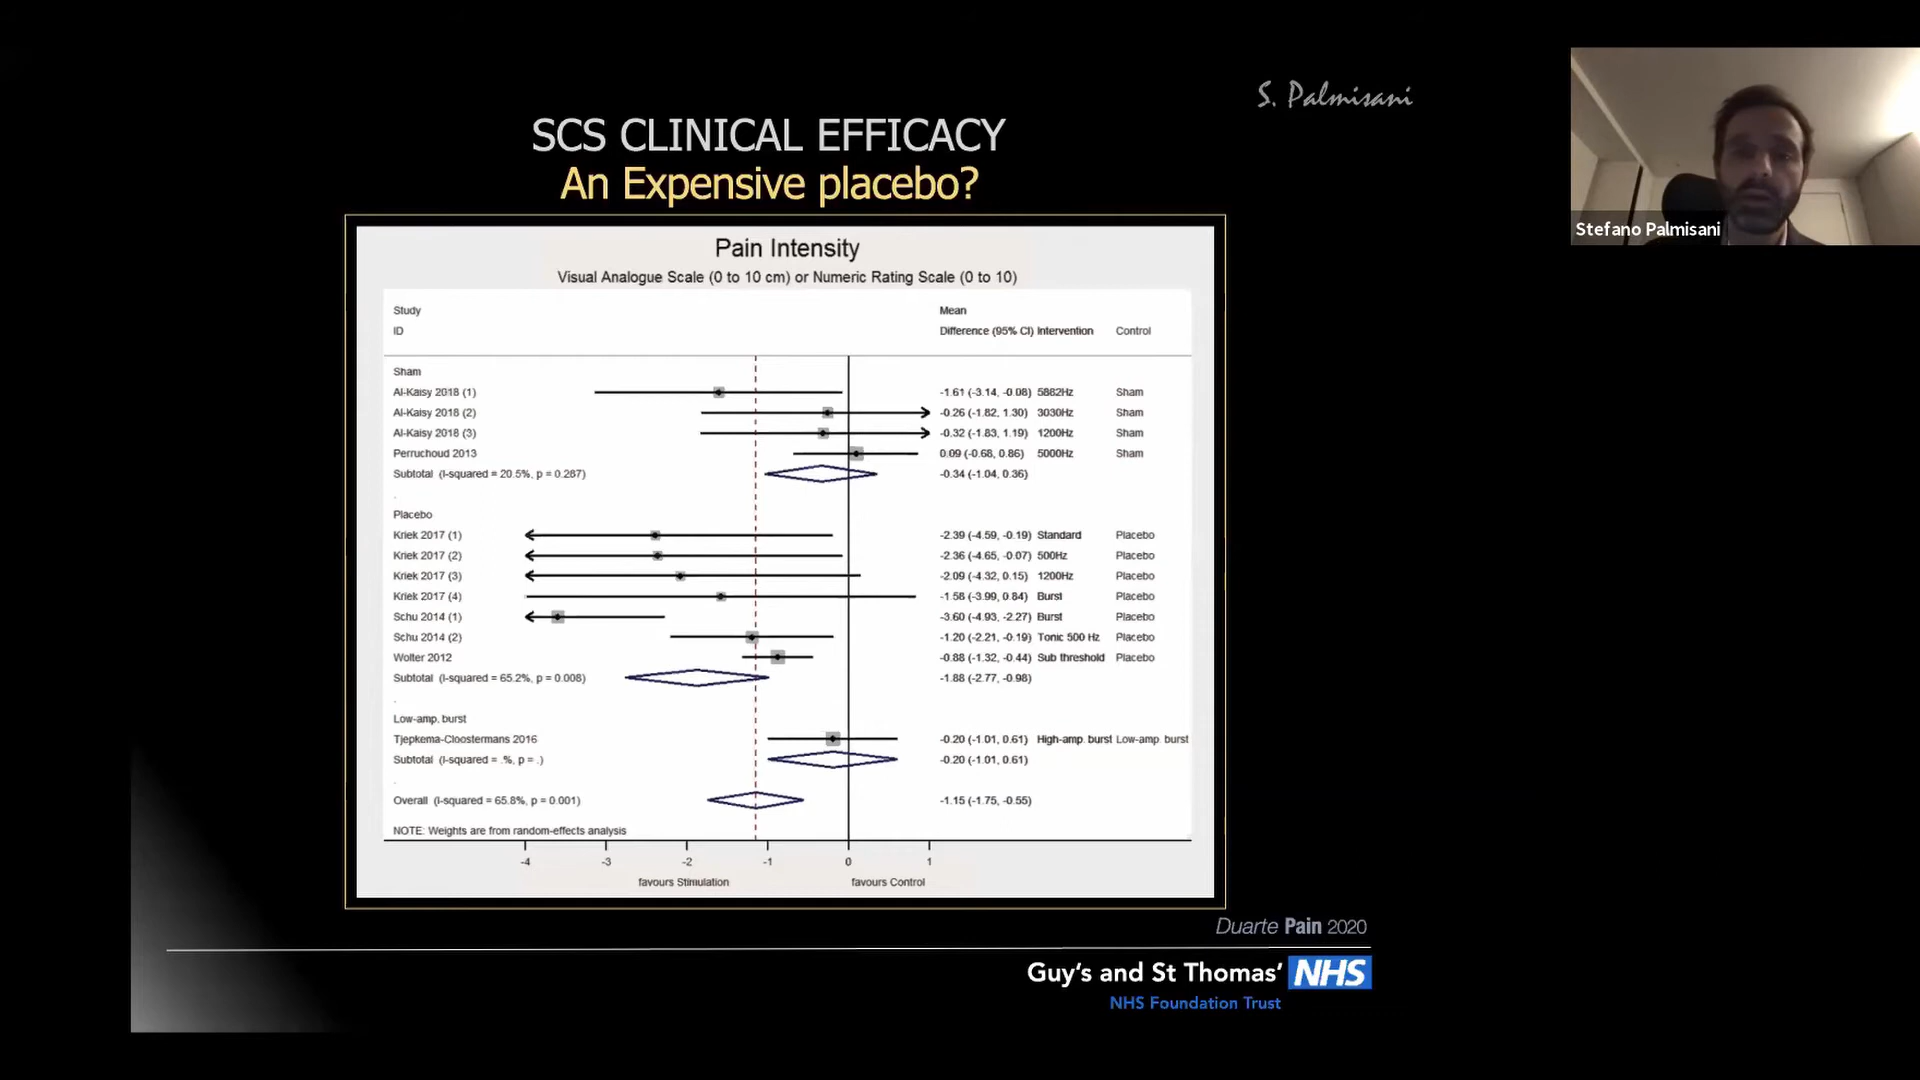 S. Palmisani
SCS CLINICAL EFFICACY
An Expensive placebo?
Stefano Palmisani
Pain Intensity
Visual Analogue Scale (0 to 10 cm) or Numeric Rating Scale (0 to 10)
Study Mean
ID Difference (95% CI) Intervention Control
Sham
Al-Kaisy 2018 (1) -1.61 (-3.14, -0.08) 5882Hz Sham
Al-Kaisy 2018 (2) -0.26 (-1.82, 1.30) 3030Hz Sham
Al-Kaisy 2018 (3) -0.32 (-1.83, 1.19) 1200Hz Sham
Perruchoud 2013 0.09 (-0.68, 0.86) 5000Hz Sham
Subtotal (I-squared = 20.5%, p = 0.287) -0.34 (-1.04, 0.36)
.
Placebo
Kriek 2017 (1) -2.39 (-4.59, -0.19) Standard Placebo
Kriek 2017 (2) -2.36 (-4.65, -0.07) 500Hz Placebo
Kriek 2017 (3) -2.09 (-4.32, 0.15) 1200Hz Placebo
Kriek 2017 (4) -1.58 (-3.99, 0.84) Burst Placebo
Schu 2014 (1) -3.60 (-4.93, -2.27) Burst Placebo
Schu 2014 (2) -1.20 (-2.21, -0.19) Tonic 500 Hz Placebo
Wolter 2012 -0.88 (-1.32, -0.44) Sub threshold Placebo
Subtotal (I-squared = 65.2%, p = 0.008) -1.88 (-2.77, -0.98)
.
Low-amp. burst
Tjepkema-Cloostermans 2016 -0.20 (-1.01, 0.61) High-amp. burst Low-amp. burst
Subtotal (I-squared = .%, p = .) -0.20 (-1.01, 0.61)
.
Overall (I-squared = 65.8%, p = 0.001) -1.15 (-1.75, -0.55)
NOTE: Weights are from random-effects analysis
-4 -3 -2 -1 0 1
favours Stimulation favours Control
Duarte Pain 2020
Guy's and St Thomas' NHS
NHS Foundation Trust